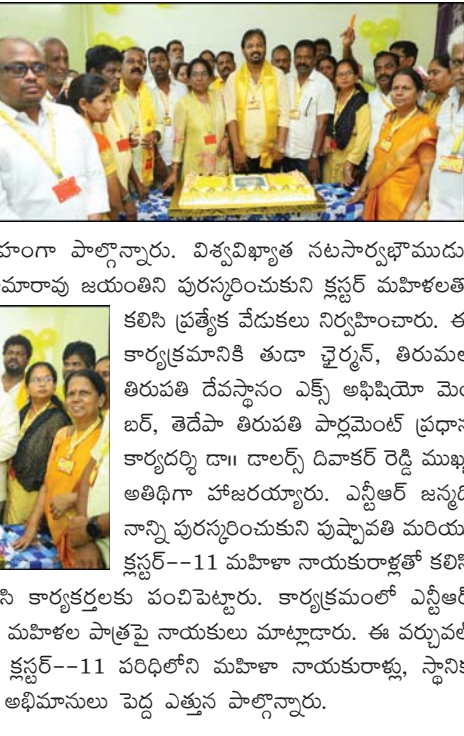 హంగా పాల్గొన్నారు. విశ్వవిఖ్యాత నటసార్వభౌముడు
మారావు జయంతిని పురస్కరించుకుని క్లస్టర్ మహిళలతో
కలిసి ప్రత్యేక వేడుకలు నిర్వహించారు. ఈ
కార్యక్రమానికి తుడా ఛైర్మన్, తిరుమల
తిరుపతి దేవస్థానం ఎక్స్ అఫిషియో మెం
బర్, తెదేపా తిరుపతి పార్లమెంట్ ప్రధాన
కార్యదర్శి డా॥ డాలర్స్ దివాకర్ రెడ్డి ముఖ్య
అతిథిగా హాజరయ్యారు. ఎన్టీఆర్ జన్మది
నాన్ని పురస్కరించుకుని పుష్పావతి మరియు
క్లస్టర్--11 మహిళా నాయకురాళ్లతో కలిసి
సి కార్యకర్తలకు పంచిపెట్టారు. కార్యక్రమంలో ఎన్టీఆర్
మహిళల పాత్రపై నాయకులు మాట్లాడారు. ఈ వర్చువల్
క్లస్టర్--11 పరిధిలోని మహిళా నాయకురాళ్లు, స్థానిక
అభిమానులు పెద్ద ఎత్తున పాల్గొన్నారు.